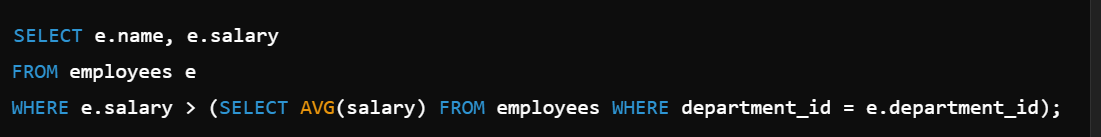 SELECT e.name, e.salary
FROM employees e
WHERE e.salary > (SELECT AVG(salary) FROM employees WHERE department_id = e.department_id);